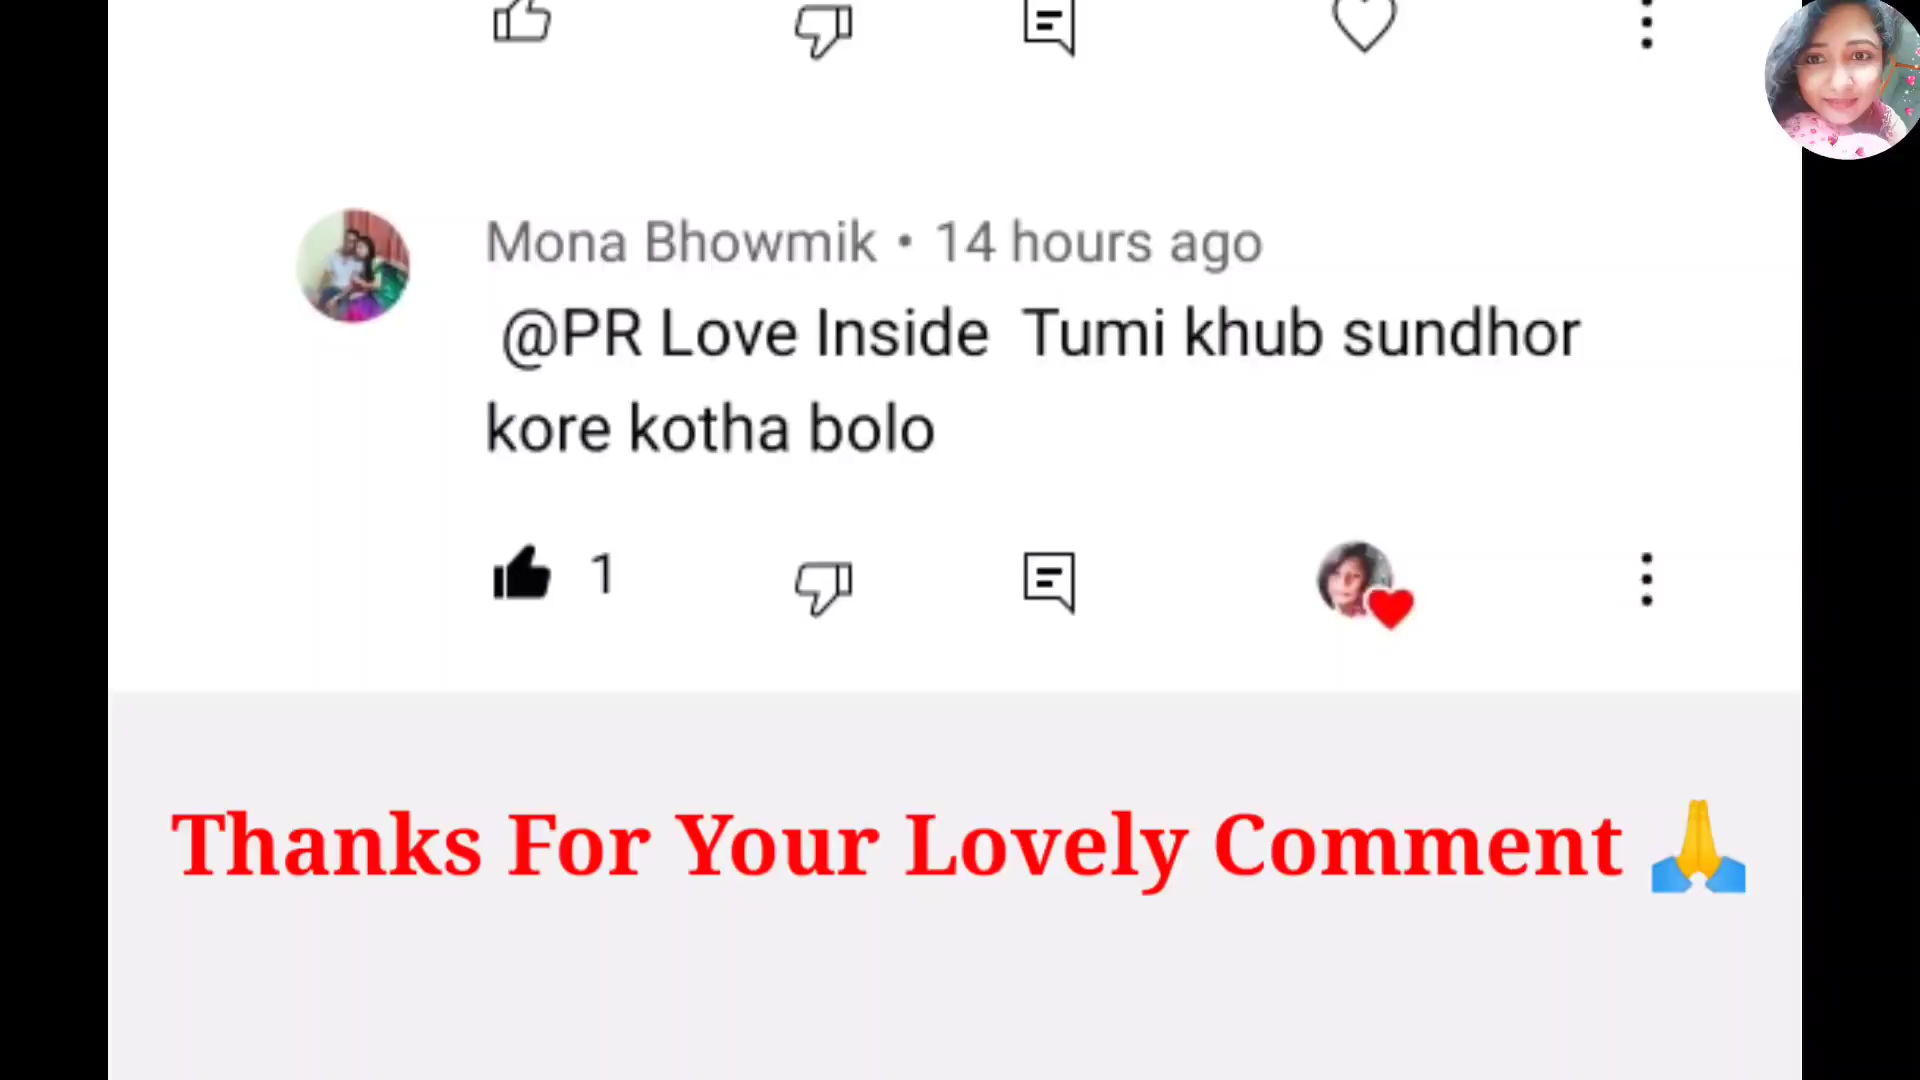 Mona Bhowmik • 14 hours ago
@PR Love Inside Tumi khub sundhor
kore kotha bolo
1
Thanks For Your Lovely Comment 🙏